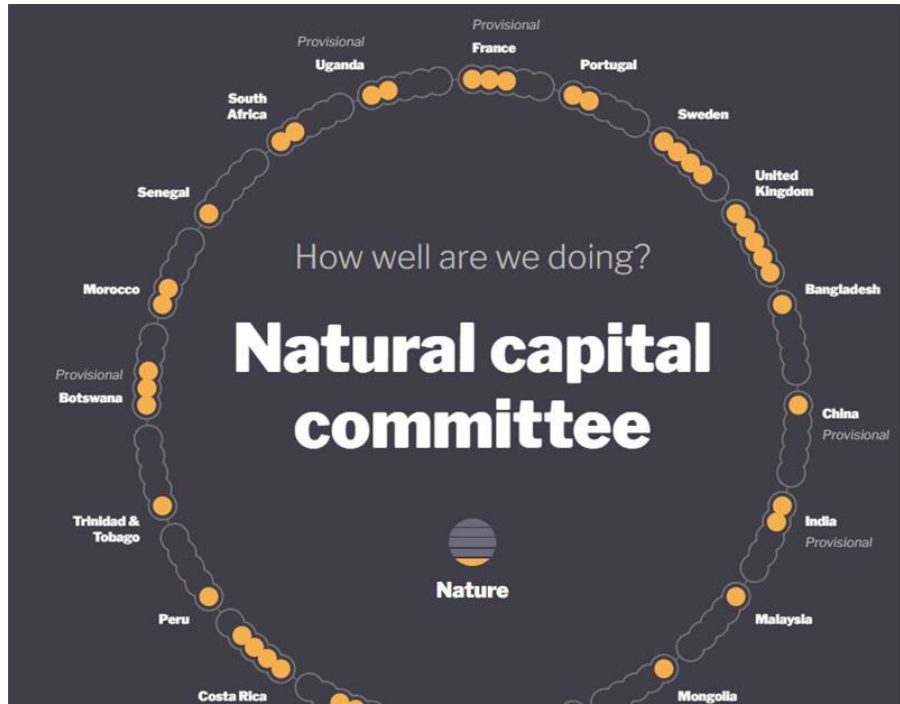 Provisional
France
Portugal
Sweden
United
Kingdom
Bangladesh
China
Provisional
India
Provisional
Malaysia
Mongolia
Costa Rica
Peru
Trinidad &
Tobago
Provisional
Botswana
Morocco
Senegal
South
Africa
Provisional
Uganda
How well are we doing?
Natural capital
committee
Nature